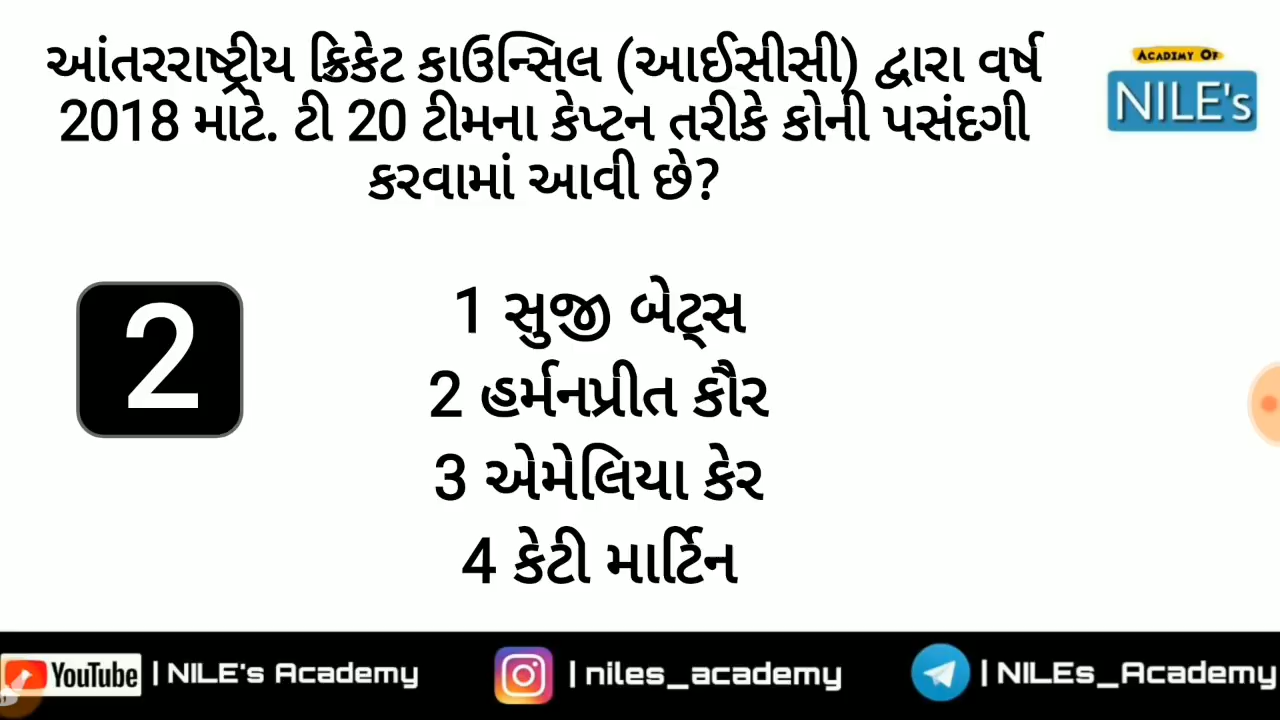 આંતરરાષ્ટ્રીય ક્રિકેટ કાઉન્સિલ (આઈસીસી) દ્વારા વર્ષ
2018 માટે. ટી 20 ટીમના કેપ્ટન તરીકે કોની પસંદગી
કરવામાં આવી છે?
ACADEMY OF
NILE's
2
1 સુજી બેટ્સ
2 હર્મનપ્રીત કૌર
3 એમેલિયા કેર
4 કેટી માર્ટિન
YouTube | NILE's Academy
| niles_academy
| NILEs_Academy